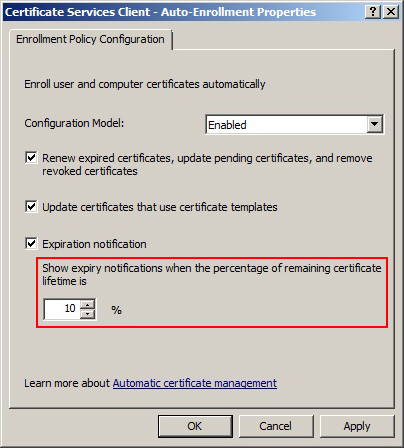 Certificate Services Client - Auto-Enrollment Properties
Enrollment Policy Configuration
Enroll user and computer certificates automatically
Configuration Model: Enabled
Renew expired certificates, update pending certificates, and remove
revoked certificates
Update certificates that use certificate templates
Expiration notification
Show expiry notifications when the percentage of remaining certificate
lifetime is
10 %
Learn more about Automatic certificate management
OK Cancel Apply